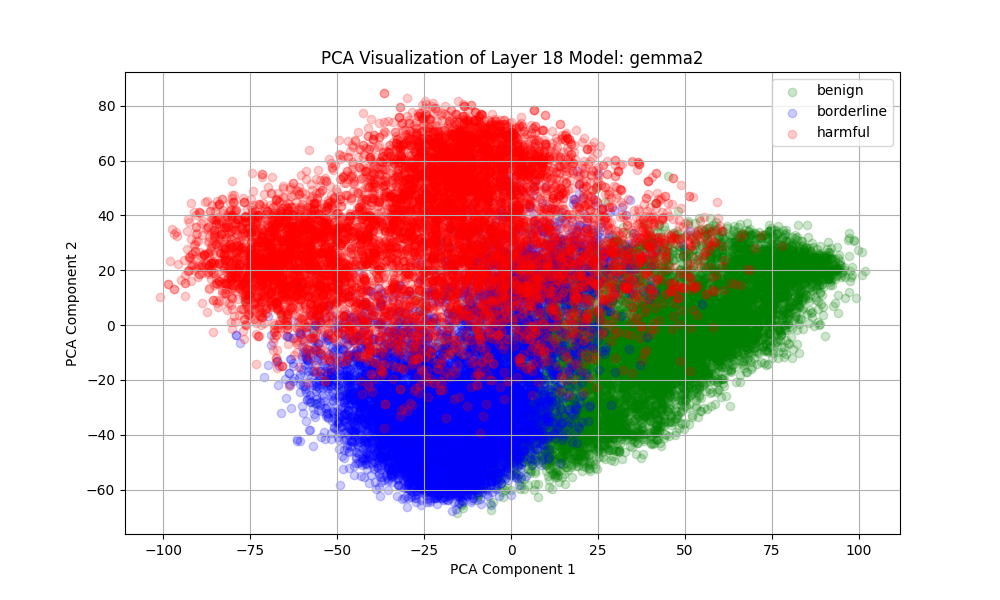 PCA Visualization of Layer 18 Model: gemma2
benign
borderline
harmful
PCA Component 2
80
60
40
20
0
−20
−40
−60
−100
−75
−50
−25
0
25
50
75
100
PCA Component 1